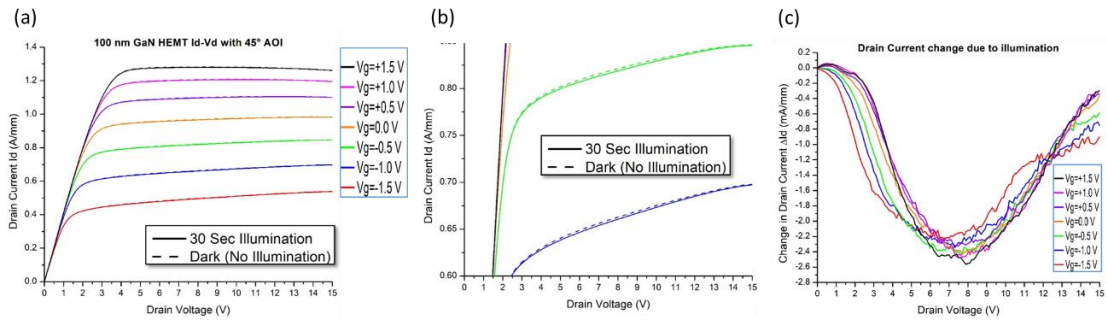 (a)
100 nm GaN HEMT Id-Vd with 45° AOI
Drain Current Id (A/mm)
1.4
1.2
1.0
0.8
0.6
0.4
0.2
0.0
0 1 2 3 4 5 6 7 8 9 10 11 12 13 14 15
Drain Voltage (V)
30 Sec Illumination
Dark (No Illumination)
Vg=+1.5 V
Vg=+1.0 V
Vg=+0.5 V
Vg=0.0 V
Vg=-0.5 V
Vg=-1.0 V
Vg=-1.5 V
(b)
Drain Current Id (A/mm)
0.80
0.75
0.70
0.65
0.60
0 1 2 3 4 5 6 7 8 9 10 11 12 13 14 15
Drain Voltage (V)
30 Sec Illumination
Dark (No Illumination)
(c)
Drain Current change due to illumination
Change in Drain Current ΔId (mA/mm)
0.4
0.2
0.0
-0.2
-0.4
-0.6
-0.8
-1.0
-1.2
-1.4
-1.6
-1.8
-2.0
-2.2
-2.4
-2.6
-2.8
0 1 2 3 4 5 6 7 8 9 10 11 12 13 14 15
Drain Voltage (V)
Vg=+1.5 V
Vg=+1.0 V
Vg=+0.5 V
Vg=0.0 V
Vg=-0.5 V
Vg=-1.0 V
Vg=-1.5 V